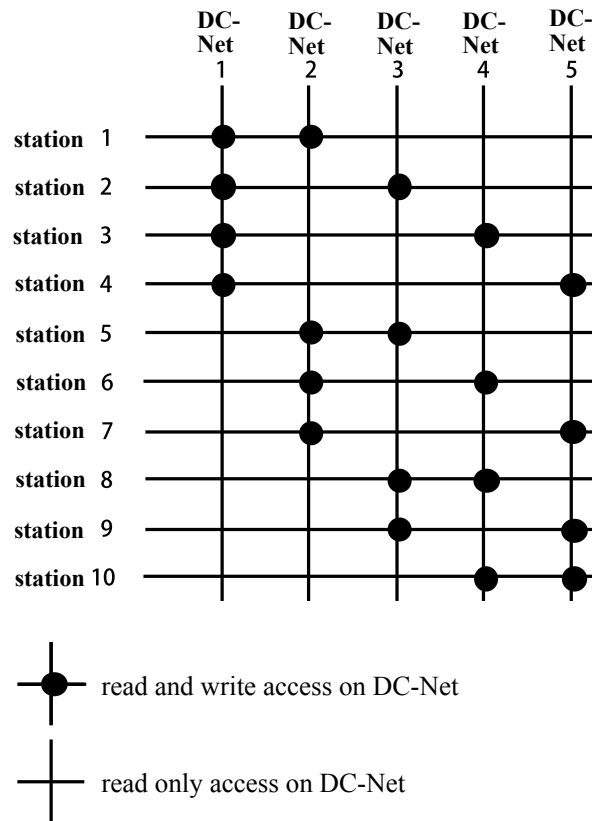 DC- DC- DC- DC- DC-
Net Net Net Net Net
1 2 3 4 5
station 1
station 2
station 3
station 4
station 5
station 6
station 7
station 8
station 9
station 10
read and write access on DC-Net
read only access on DC-Net